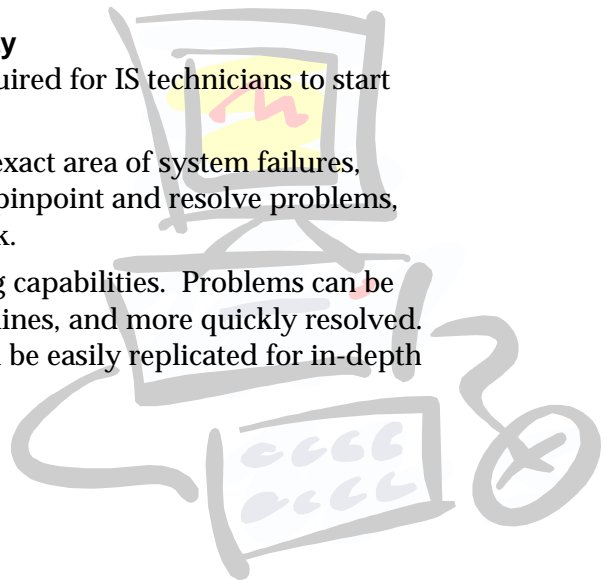 y
uired for IS technicians to start
exact area of system failures,
pinpoint and resolve problems,
k.
g capabilities.  Problems can be
lines, and more quickly resolved.
be easily replicated for in-depth